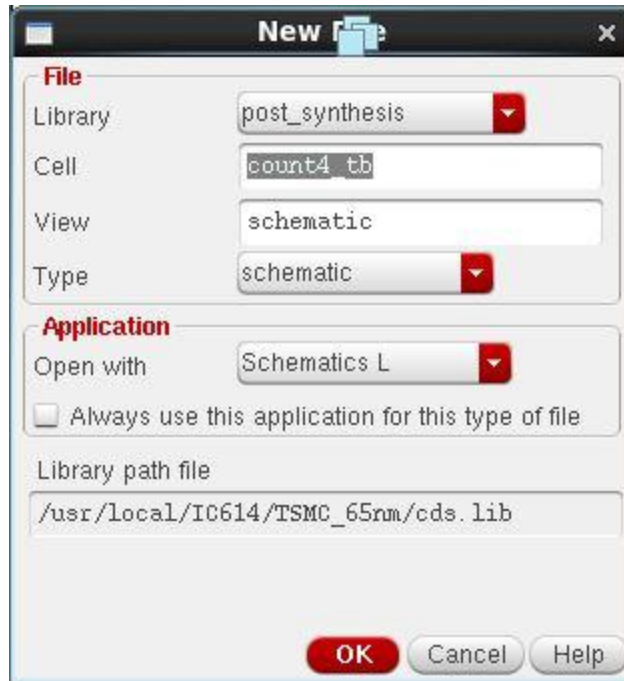 New
File
Library post_synthesis
Cell count4_tb
View schematic
Type schematic
Application
Open with Schematics L
Always use this application for this type of file
Library path file
/usr/local/IC614/TSMC_65nm/cds.lib
OK Cancel Help